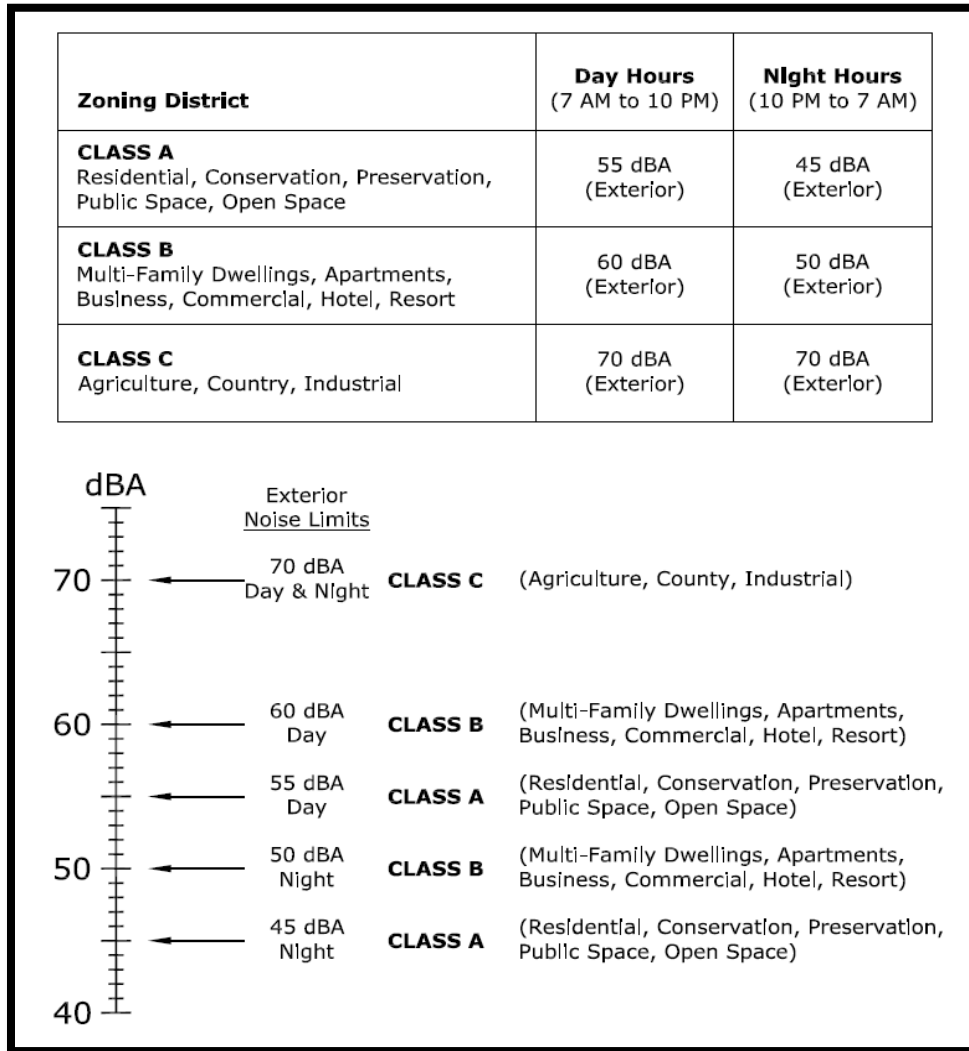 Zoning District
Day Hours
(7 AM to 10 PM)
Night Hours
(10 PM to 7 AM)
CLASS A
Residential, Conservation, Preservation,
Public Space, Open Space
55 dBA
(Exterior)
45 dBA
(Exterior)
CLASS B
Multi-Family Dwellings, Apartments,
Business, Commercial, Hotel, Resort
60 dBA
(Exterior)
50 dBA
(Exterior)
CLASS C
Agriculture, Country, Industrial
70 dBA
(Exterior)
70 dBA
(Exterior)
dBA
Exterior
Noise Limits
70
70 dBA
Day & Night
CLASS C
(Agriculture, County, Industrial)
60
60 dBA
Day
CLASS B
(Multi-Family Dwellings, Apartments,
Business, Commercial, Hotel, Resort)
55 dBA
Day
CLASS A
(Residential, Conservation, Preservation,
Public Space, Open Space)
50
50 dBA
Night
CLASS B
(Multi-Family Dwellings, Apartments,
Business, Commercial, Hotel, Resort)
45 dBA
Night
CLASS A
(Residential, Conservation, Preservation,
Public Space, Open Space)
40